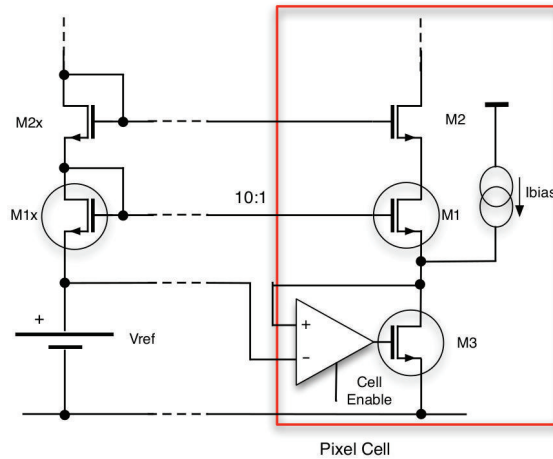 M2x
M2
Ibias
10:1
M1x
M1
+
Vref
+
−
M3
Cell
Enable
Pixel Cell